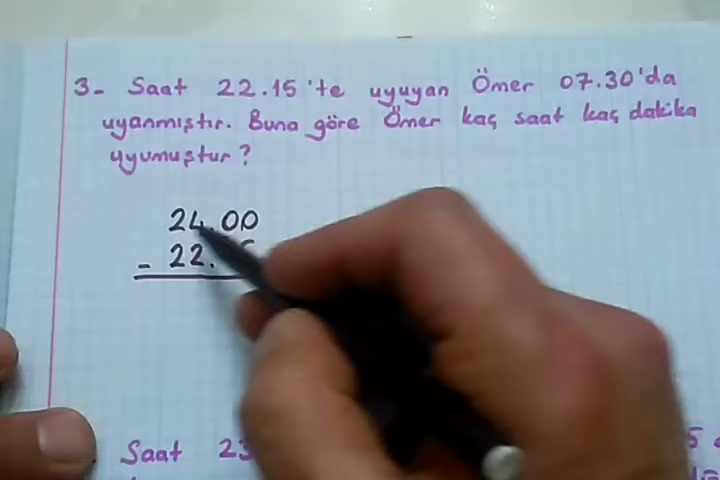 3- Saat 22.15'te uyuyan Ömer 07.30'da
uyanmıştır. Buna göre Ömer kaç saat kaç dakika
uyumuştur?
24.00
- 22.
Saat 23